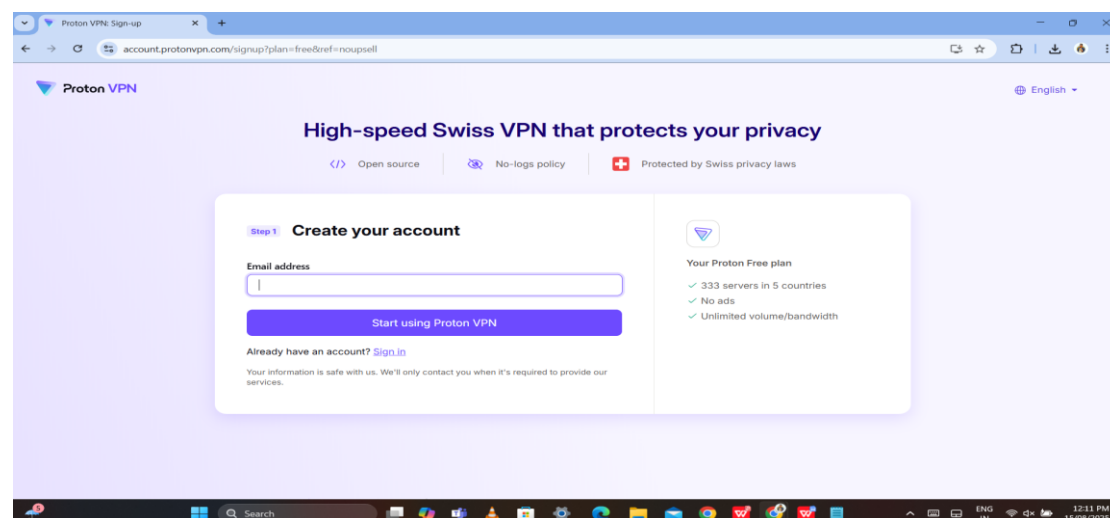 Proton VPN: Sign-up
account.protonvpn.com/signup?plan=free&ref=noupsell
Proton VPN
English
High-speed Swiss VPN that protects your privacy
Open source
No-logs policy
Protected by Swiss privacy laws
Step 1 Create your account
Email address
Start using Proton VPN
Already have an account? Sign in
Your information is safe with us. We'll only contact you when it's required to provide our
services.
Your Proton Free plan
333 servers in 5 countries
No ads
Unlimited volume/bandwidth
Search
ENG
IN
12:11 PM
15/08/2025